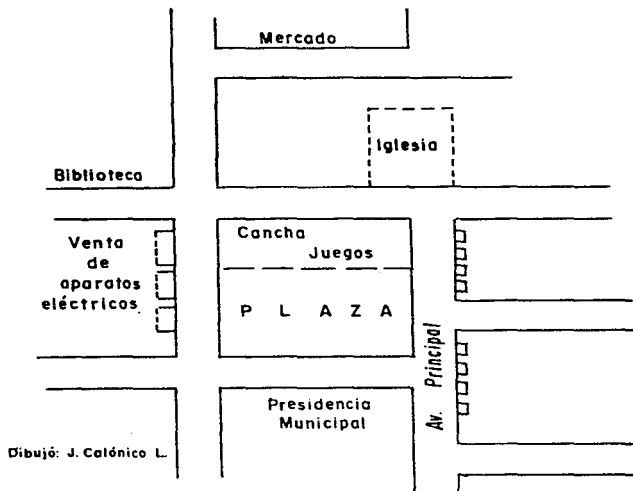 Mercado
Iglesia
Biblioteca
Cancha
Juegos
Venta
de
aparatos
eléctricos
P L A Z A
Av. Principal
Presidencia
Municipal
Dibujó: J. Calónico L.